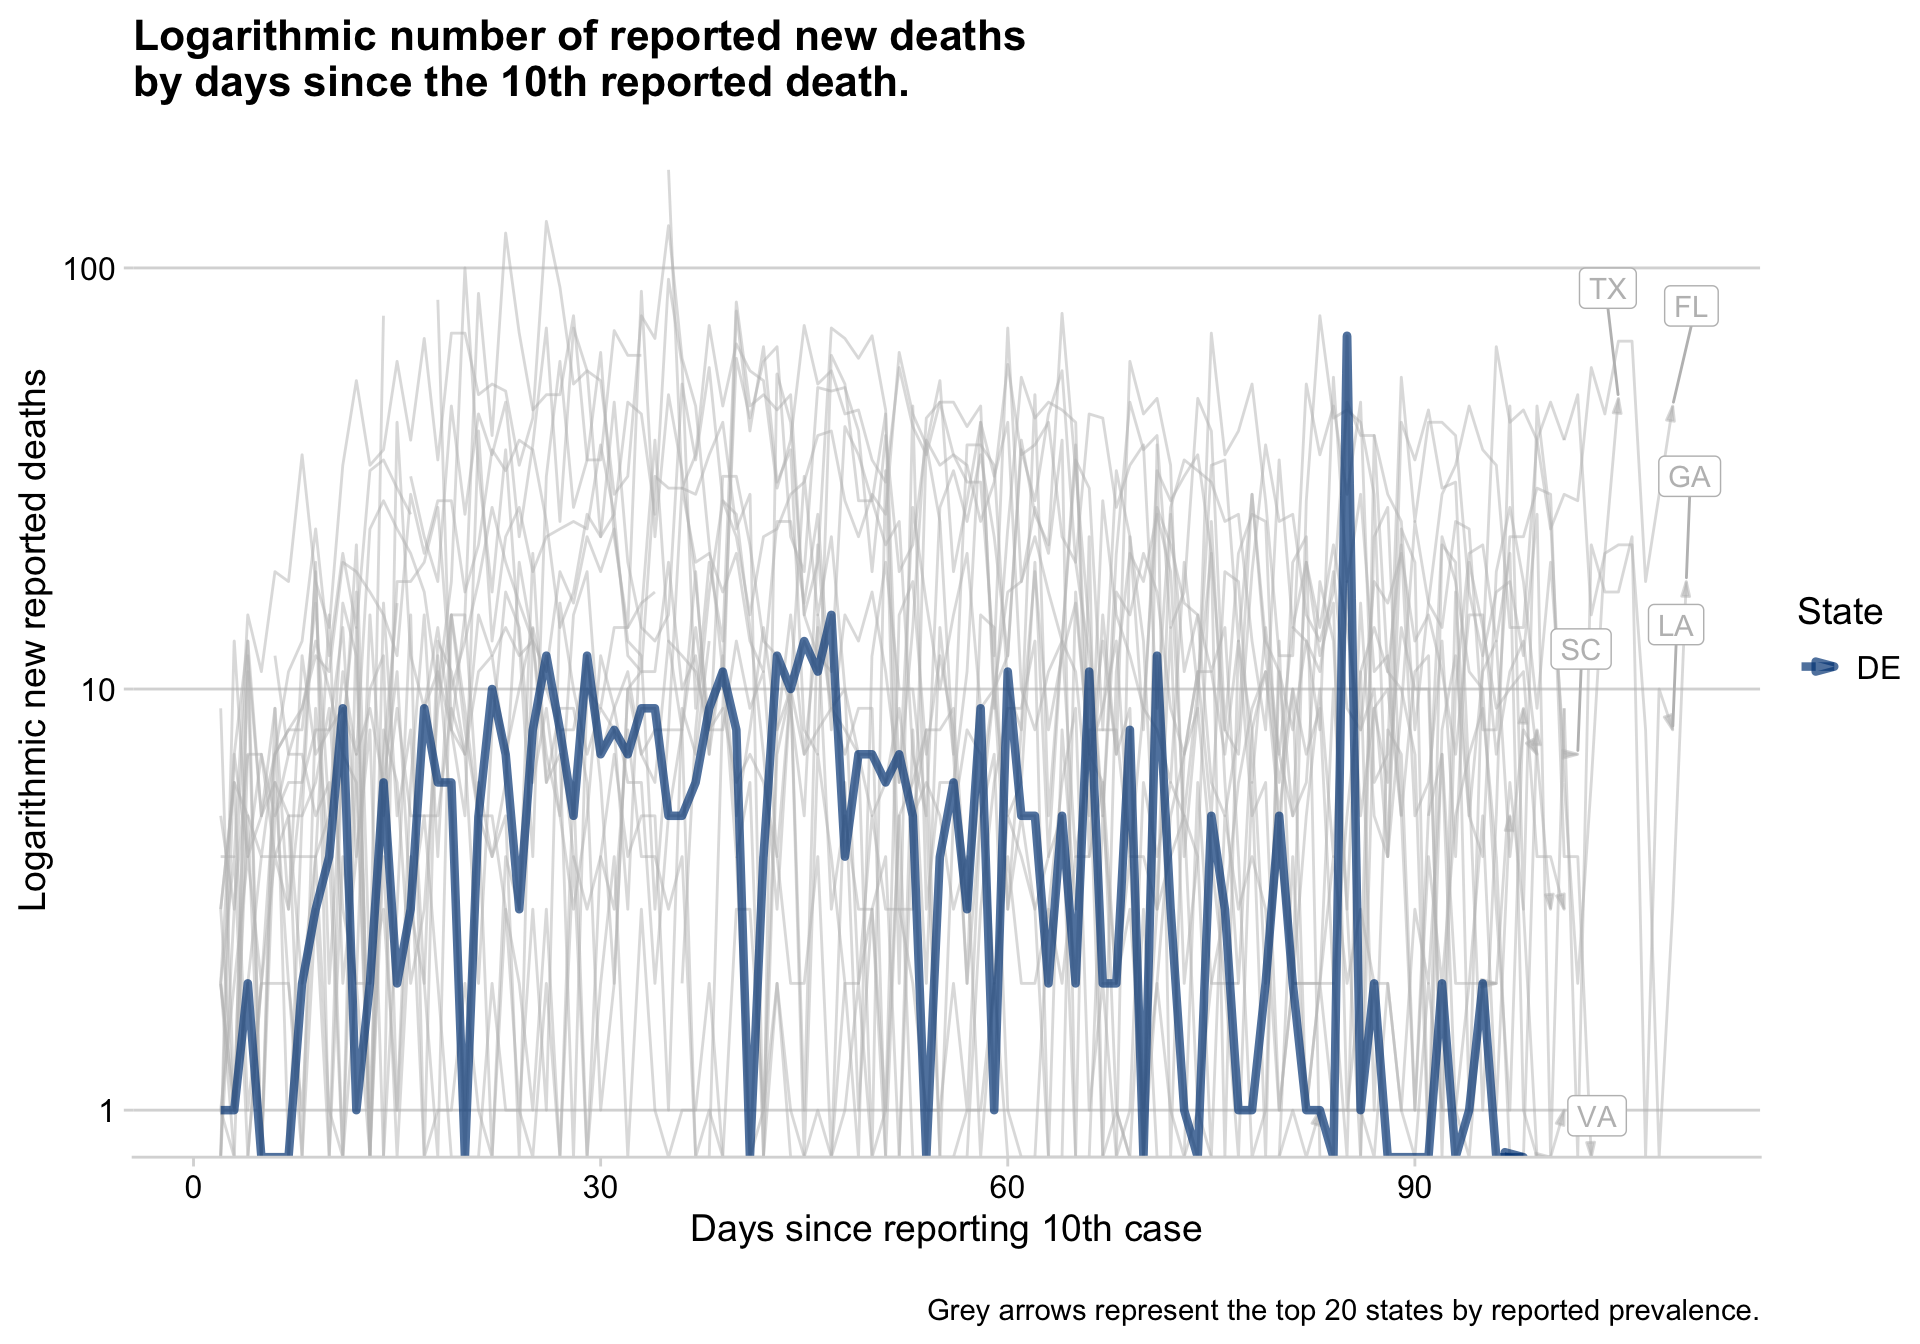 Logarithmic number of reported new deaths
by days since the 10th reported death.
Logarithmic new reported deaths
100
10
1
TX
FL
GA
LA
SC
VA
State
DE
0
30
60
90
Days since reporting 10th case
Grey arrows represent the top 20 states by reported prevalence.